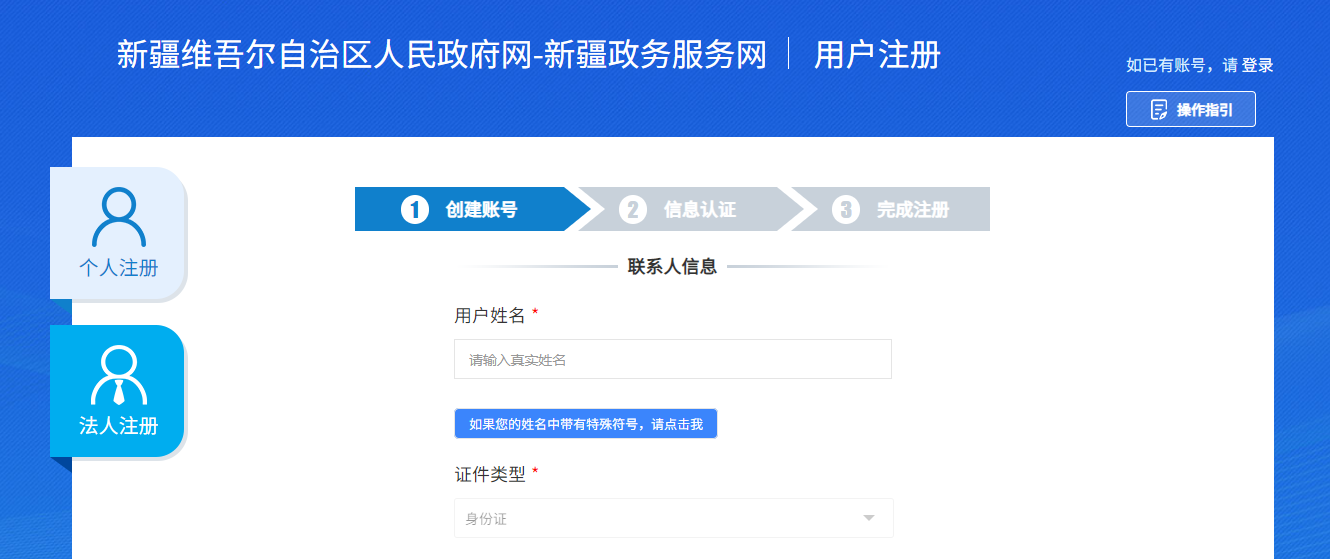 新疆维吾尔自治区人民政府网-新疆政务服务网 用户注册
如已有账号，请 登录
操作指引
个人注册
法人注册
1 创建账号 2 信息认证 3 完成注册
联系人信息
用户姓名 *
请输入真实姓名
如果您的姓名中带有特殊符号，请点击我
证件类型 *
身份证